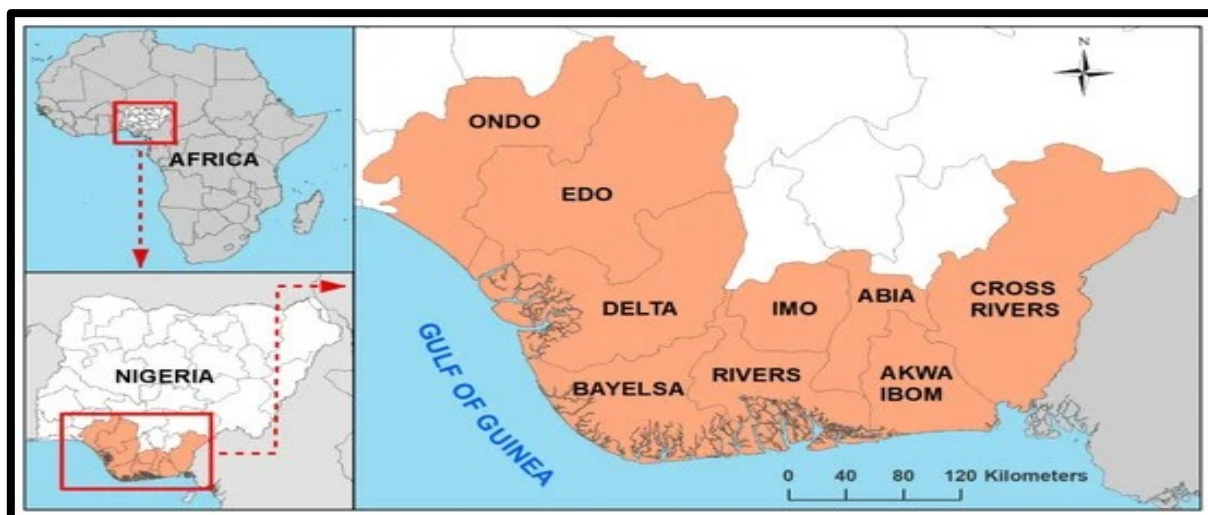 AFRICA
NIGERIA
N
ONDO
EDO
DELTA
IMO
ABIA
CROSS
RIVERS
BAYELSA
RIVERS
AKWA
IBOM
GULF OF GUINEA
0 40 80 120 Kilometers